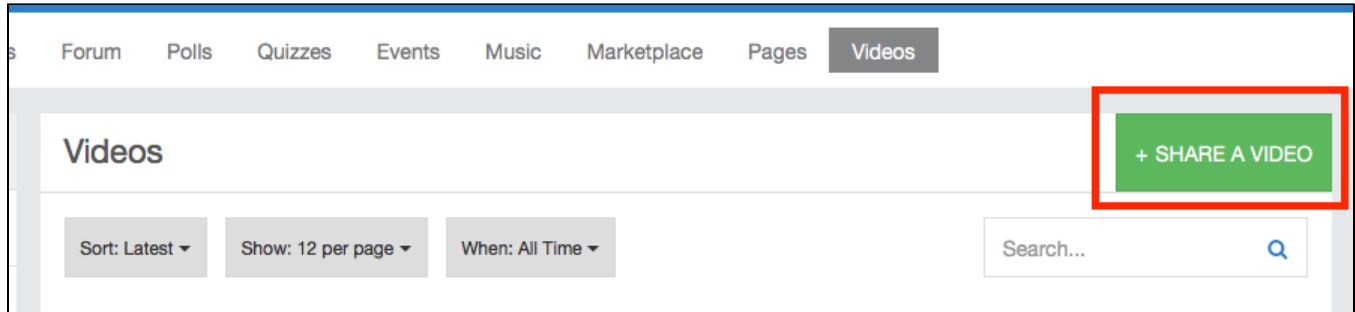 s Forum Polls Quizzes Events Music Marketplace Pages Videos
Videos
+ SHARE A VIDEO
Sort: Latest Show: 12 per page When: All Time Search...